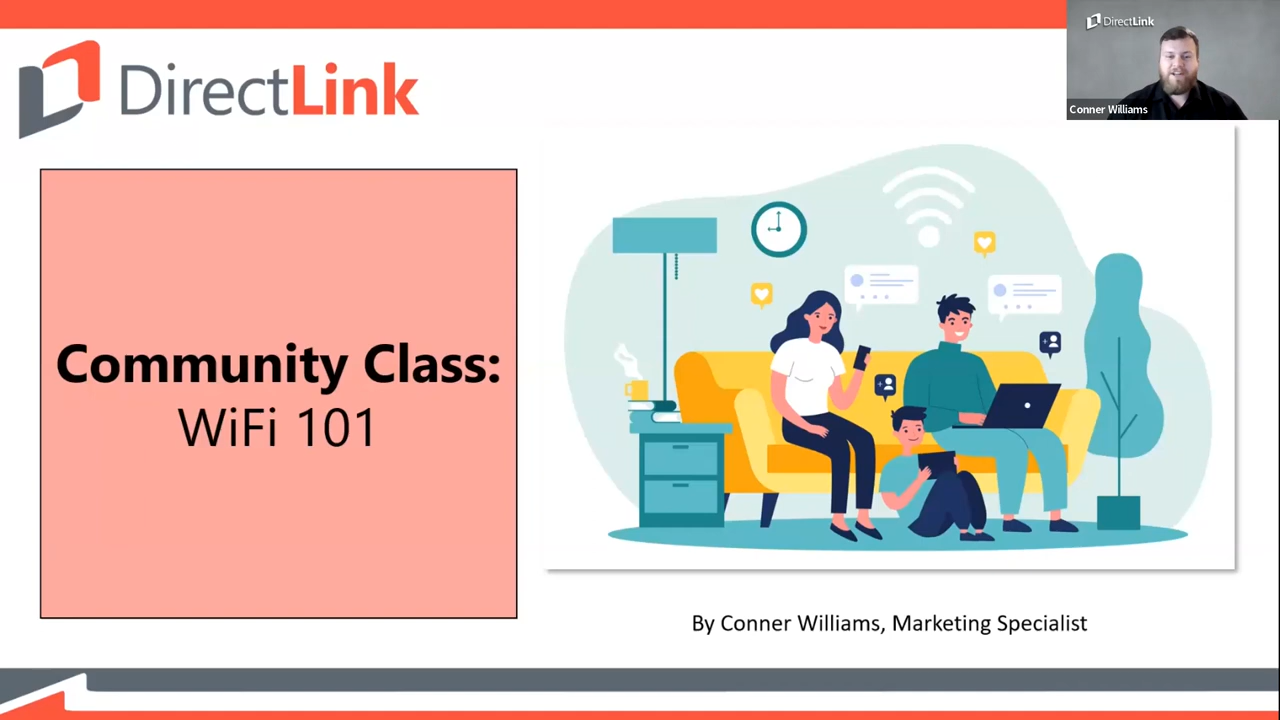 DirectLink
DirectLink
Conner Williams
Community Class:
WiFi 101
By Conner Williams, Marketing Specialist